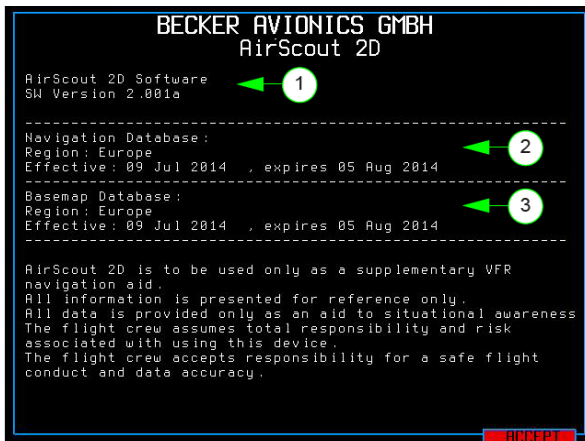 BECKER AVIONICS GMBH
AirScout 2D
AirScout 2D Software
SW Version 2.001a
1
Navigation Database:
Region: Europe
Effective: 09 Jul 2014 , expires 05 Aug 2014
2
Basemap Database:
Region: Europe
Effective: 09 Jul 2014 , expires 05 Aug 2014
3
AirScout 2D is to be used only as a supplementary VFR
navigation aid.
All information is presented for reference only.
All data is provided only as an aid to situational awareness
The flight crew assumes total responsibility and risk
associated with using this device.
The flight crew accepts responsibility for a safe flight
conduct and data accuracy.
ACCEPT